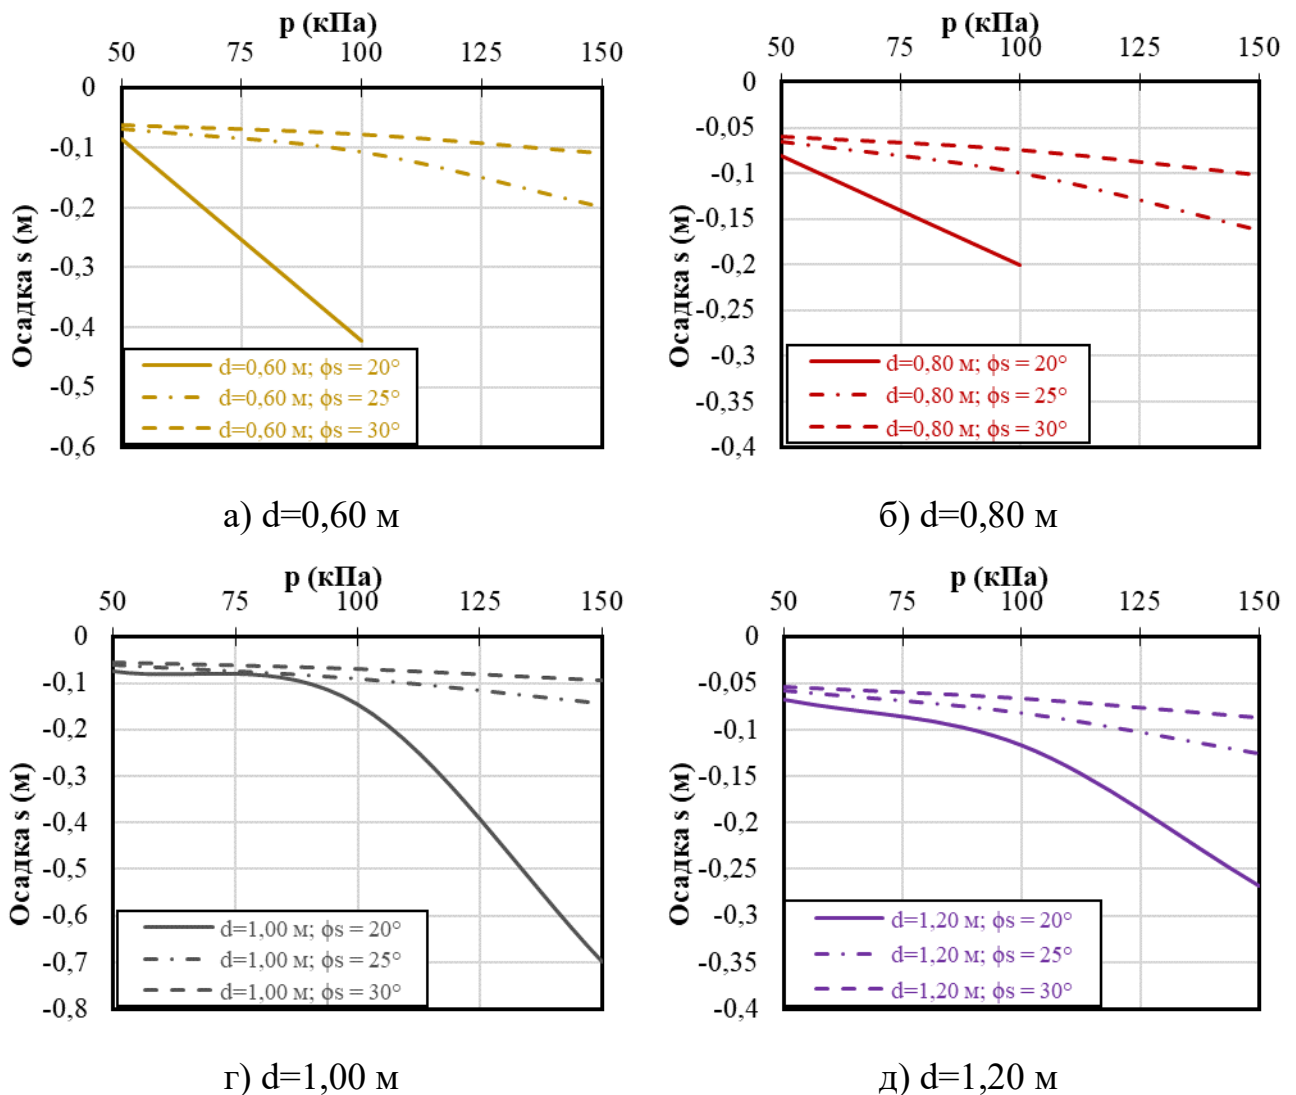 p (кПа)
50 75 100 125 150
0
-0,1
-0,2
-0,3
-0,4
-0,5
-0,6
Осадка s (м)
d=0,60 м; ϕs = 20°
d=0,60 м; ϕs = 25°
d=0,60 м; ϕs = 30°
а) d=0,60 м
p (кПа)
50 75 100 125 150
0
-0,05
-0,1
-0,15
-0,2
-0,25
-0,3
-0,35
-0,4
Осадка s (м)
d=0,80 м; ϕs = 20°
d=0,80 м; ϕs = 25°
d=0,80 м; ϕs = 30°
б) d=0,80 м
p (кПа)
50 75 100 125 150
0
-0,1
-0,2
-0,3
-0,4
-0,5
-0,6
-0,7
-0,8
Осадка s (м)
d=1,00 м; ϕs = 20°
d=1,00 м; ϕs = 25°
d=1,00 м; ϕs = 30°
г) d=1,00 м
p (кПа)
50 75 100 125 150
0
-0,05
-0,1
-0,15
-0,2
-0,25
-0,3
-0,35
-0,4
Осадка s (м)
d=1,20 м; ϕs = 20°
d=1,20 м; ϕs = 25°
d=1,20 м; ϕs = 30°
д) d=1,20 м